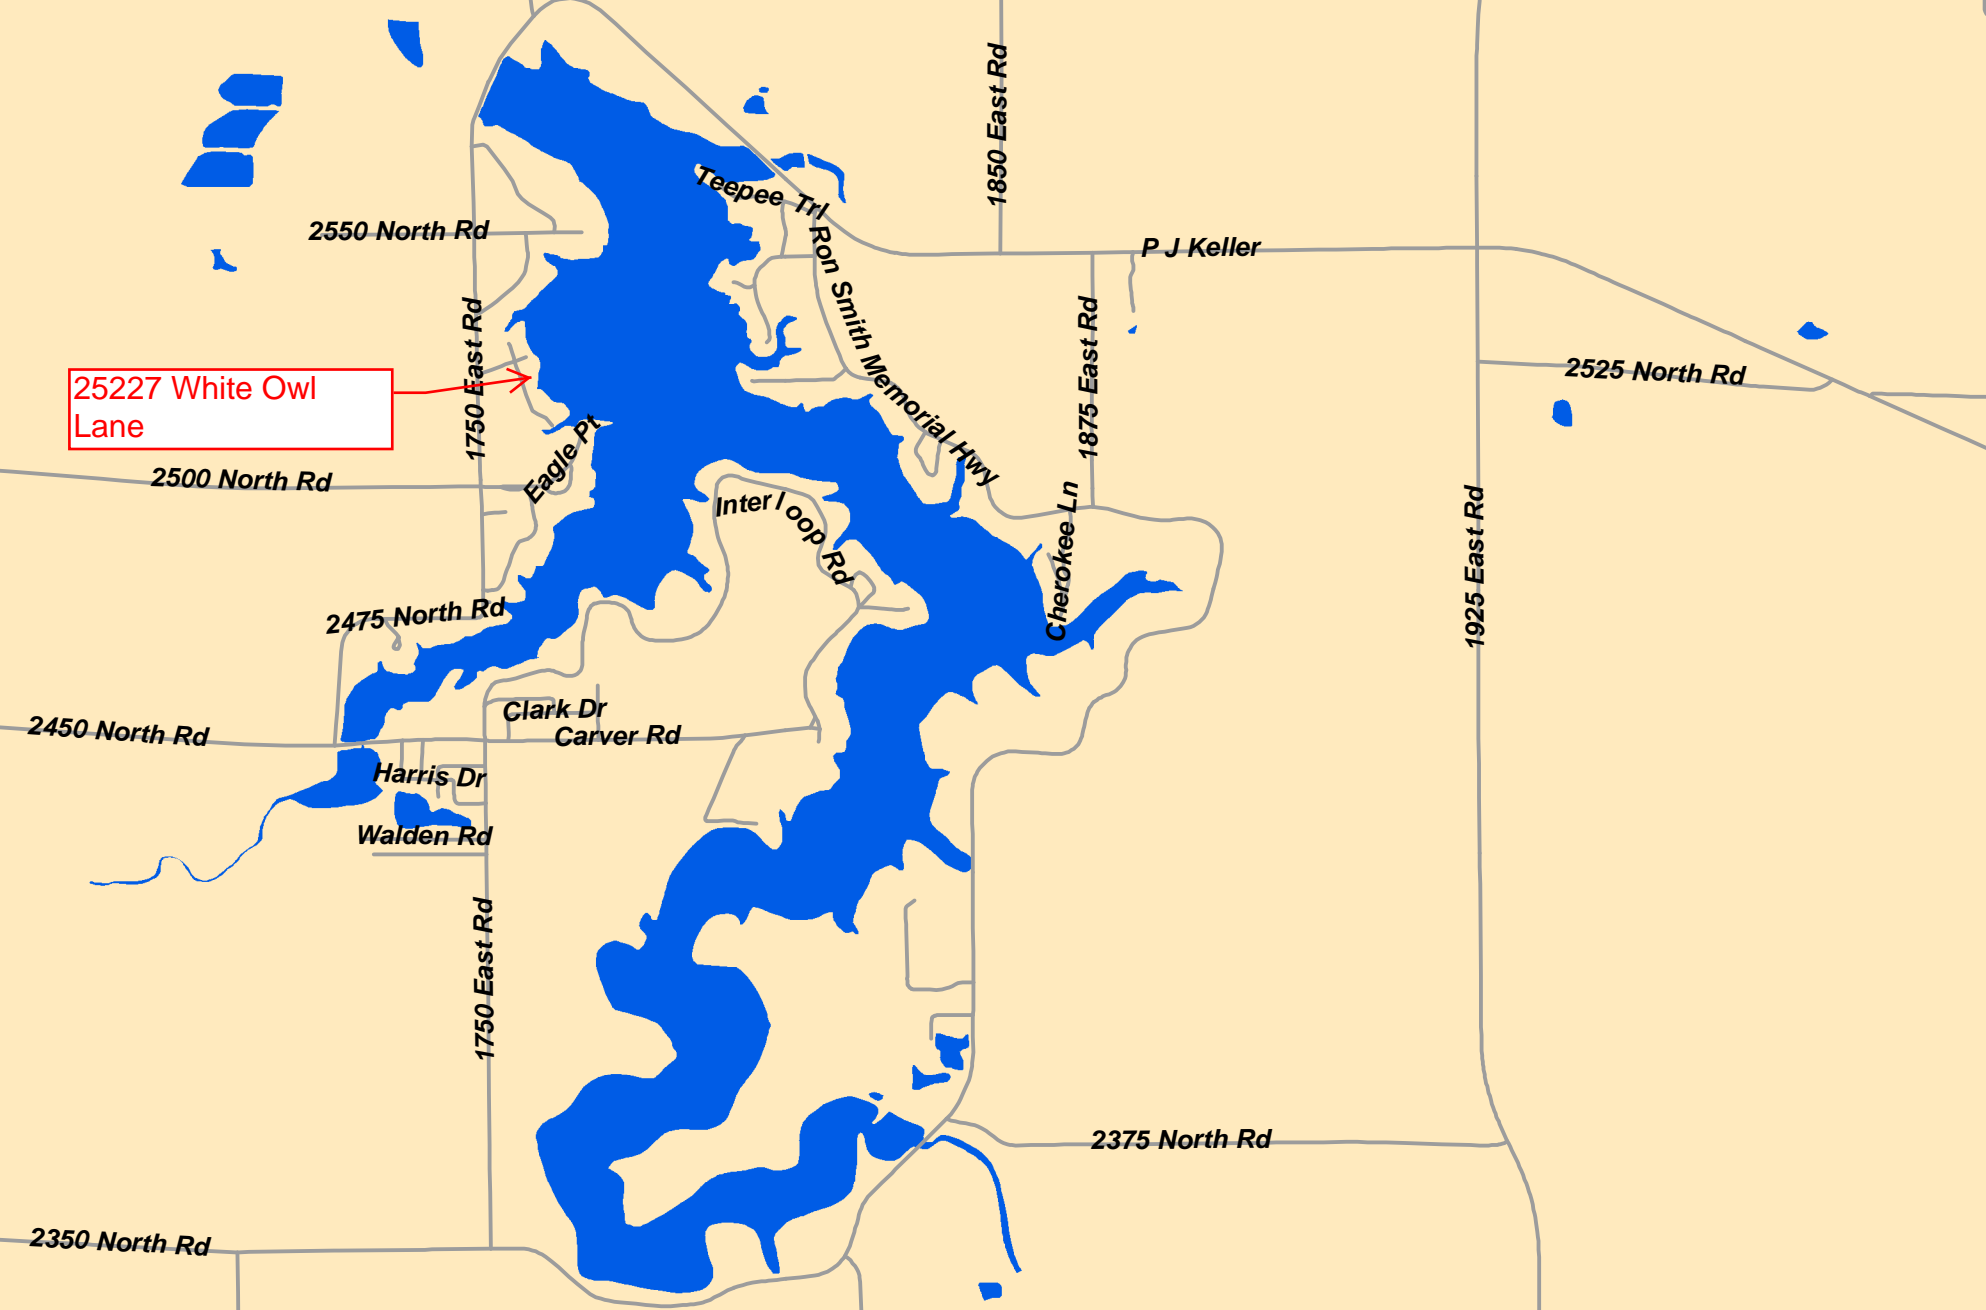 1850 East Rd
Teepee Trl
2550 North Rd
P J Keller
Ron Smith Memorial Hwy
1750 East Rd
1875 East Rd
2525 North Rd
25227 White Owl
Lane
Eagle Pt
2500 North Rd
Inter loop Rd
Cherokee Ln
1925 East Rd
2475 North Rd
Clark Dr
2450 North Rd
Carver Rd
Harris Dr
Walden Rd
1750 East Rd
2375 North Rd
2350 North Rd